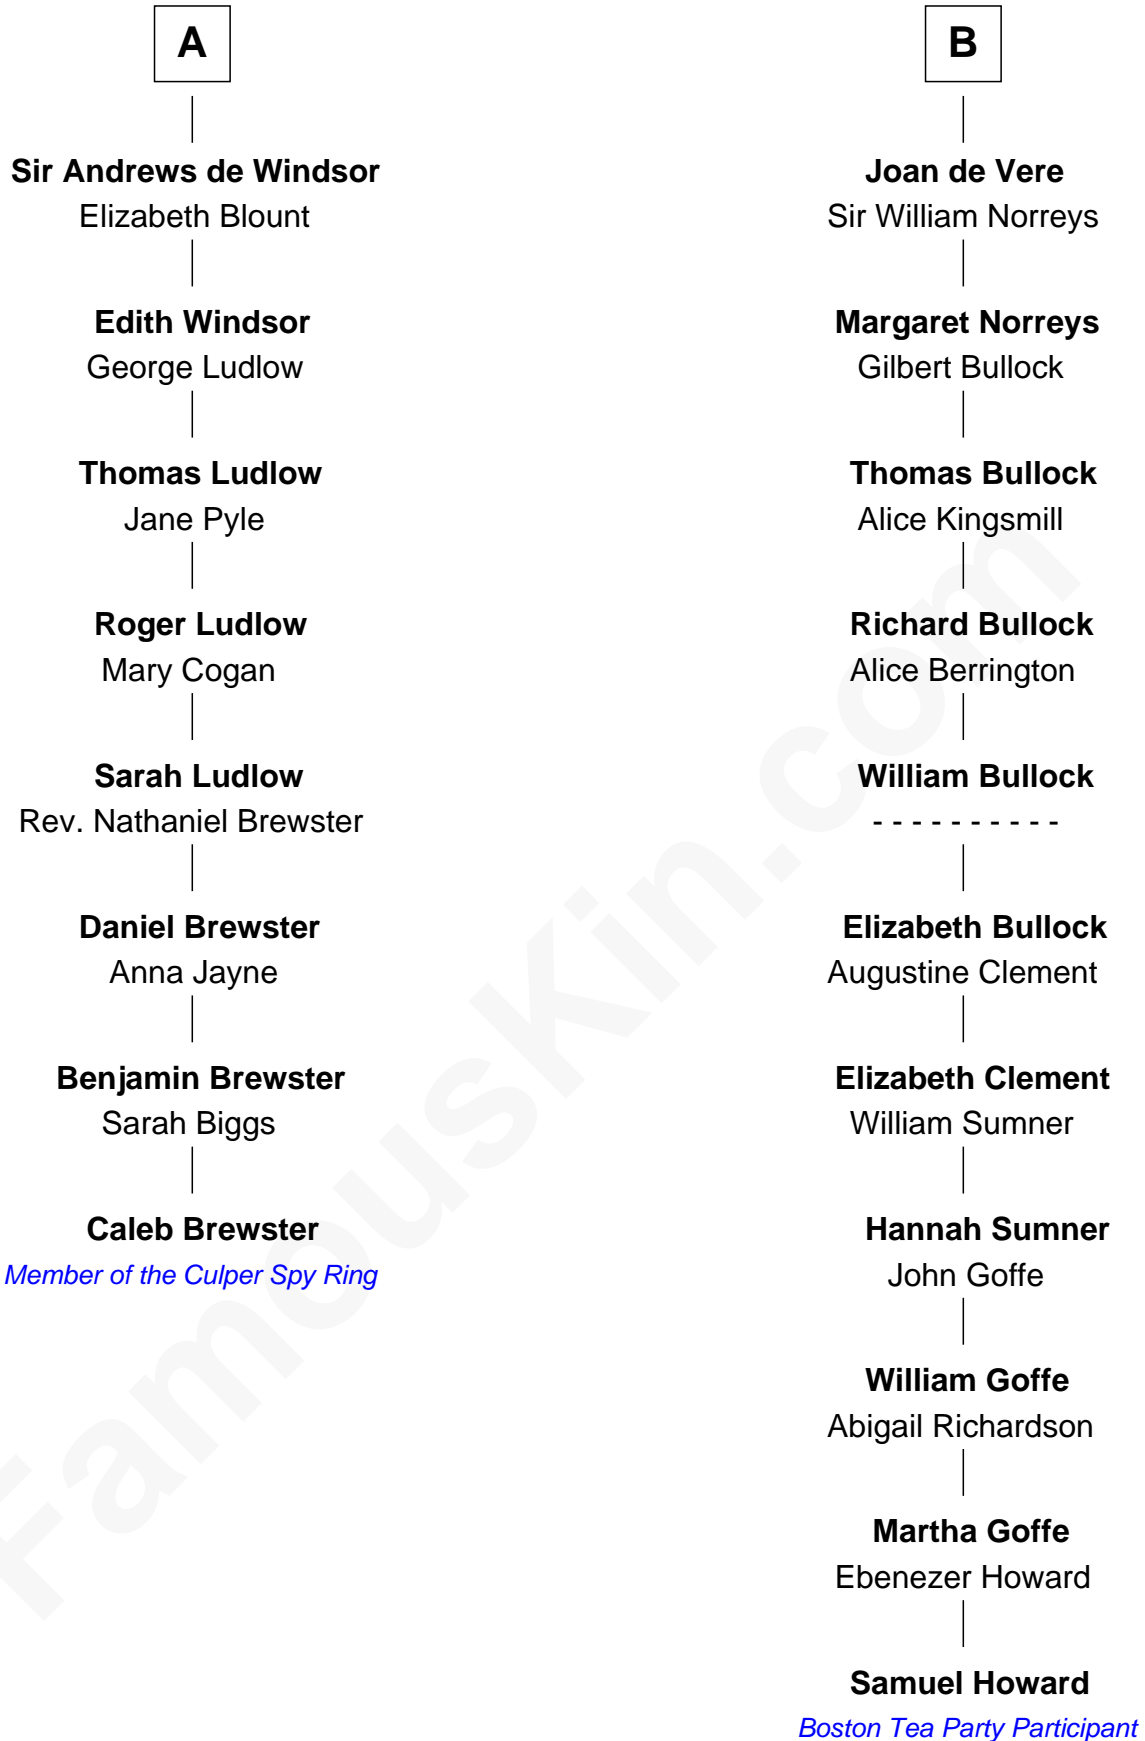 A
Sir Andrews de Windsor
Elizabeth Blount
Edith Windsor
George Ludlow
Thomas Ludlow
Jane Pyle
Roger Ludlow
Mary Cogan
Sarah Ludlow
Rev. Nathaniel Brewster
Daniel Brewster
Anna Jayne
Benjamin Brewster
Sarah Biggs
Caleb Brewster
Member of the Culper Spy Ring
B
Joan de Vere
Sir William Norreys
Margaret Norreys
Gilbert Bullock
Thomas Bullock
Alice Kingsmill
Richard Bullock
Alice Berrington
William Bullock
- - - - - - - - - -
Elizabeth Bullock
Augustine Clement
Elizabeth Clement
William Sumner
Hannah Sumner
John Goffe
William Goffe
Abigail Richardson
Martha Goffe
Ebenezer Howard
Samuel Howard
Boston Tea Party Participant
FamousKin.com